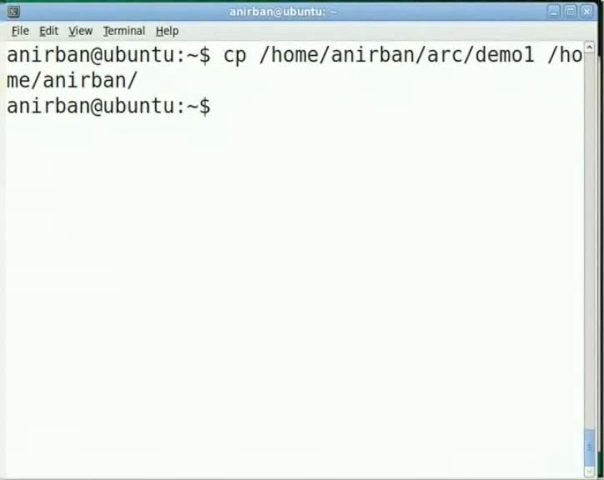 anirban@ubuntu: ~
File Edit View Terminal Help
anirban@ubuntu:~$ cp /home/anirban/arc/demo1 /ho
me/anirban/
anirban@ubuntu:~$